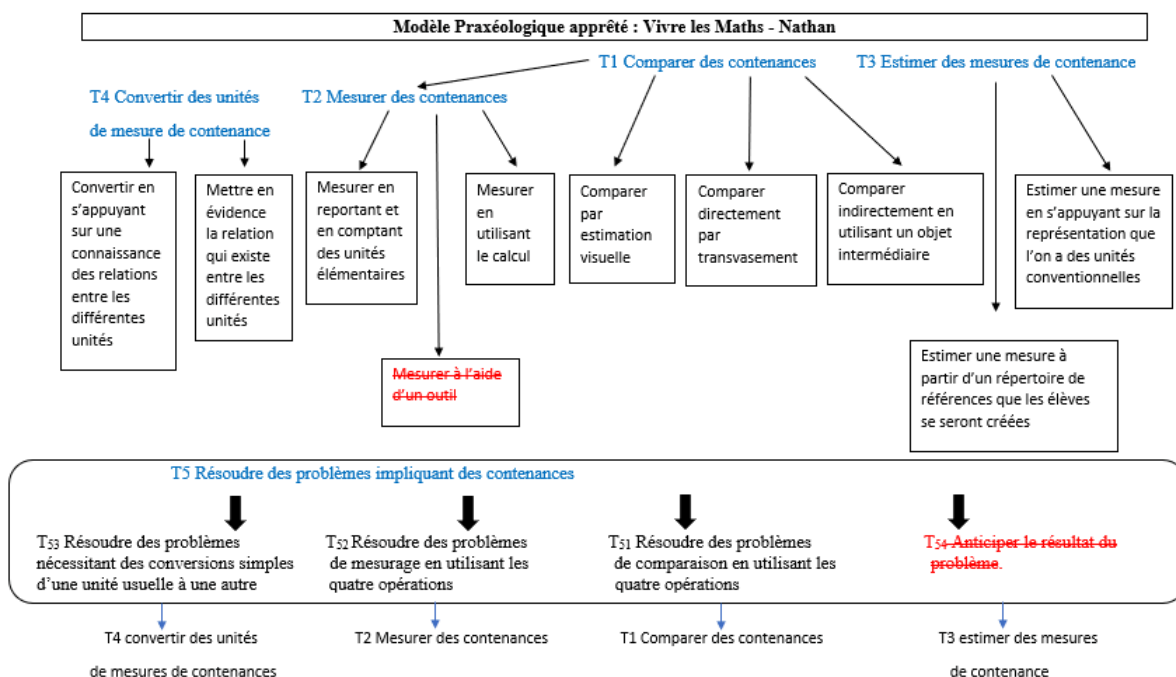 Modèle Praxéologique apprêté : Vivre les Maths - Nathan
T1 Comparer des contenances
T3 Estimer des mesures de contenance
T4 Convertir des unités
de mesure de contenance
T2 Mesurer des contenances
Convertir en
s'appuyant
sur une
connaissance
des relations
entre les
différentes
unités
Mettre en
évidence
la relation
qui existe
entre les
différentes
unités
Mesurer en
reportant et
en comptant
des unités
élémentaires
Mesurer
en
utilisant
le calcul
Comparer
par
estimation
visuelle
Comparer
directement
par
transvasement
Comparer
indirectement en
utilisant un objet
intermédiaire
Estimer une mesure
en s'appuyant sur la
représentation que
l'on a des unités
conventionnelles
Mesurer à l'aide
d'un outil
Estimer une mesure à
partir d'un répertoire de
références que les élèves
se seront créées
T5 Résoudre des problèmes impliquant des contenances
T53 Résoudre des problèmes
nécessitant des conversions simples
d'une unité usuelle à une autre
T52 Résoudre des problèmes
de mesurage en utilisant les
quatre opérations
T51 Résoudre des problèmes
de comparaison en utilisant les
quatre opérations
T54 Anticiper le résultat du
problème.
T4 convertir des unités
de mesures de contenances
T2 Mesurer des contenances
T1 Comparer des contenances
T3 estimer des mesures
de contenance